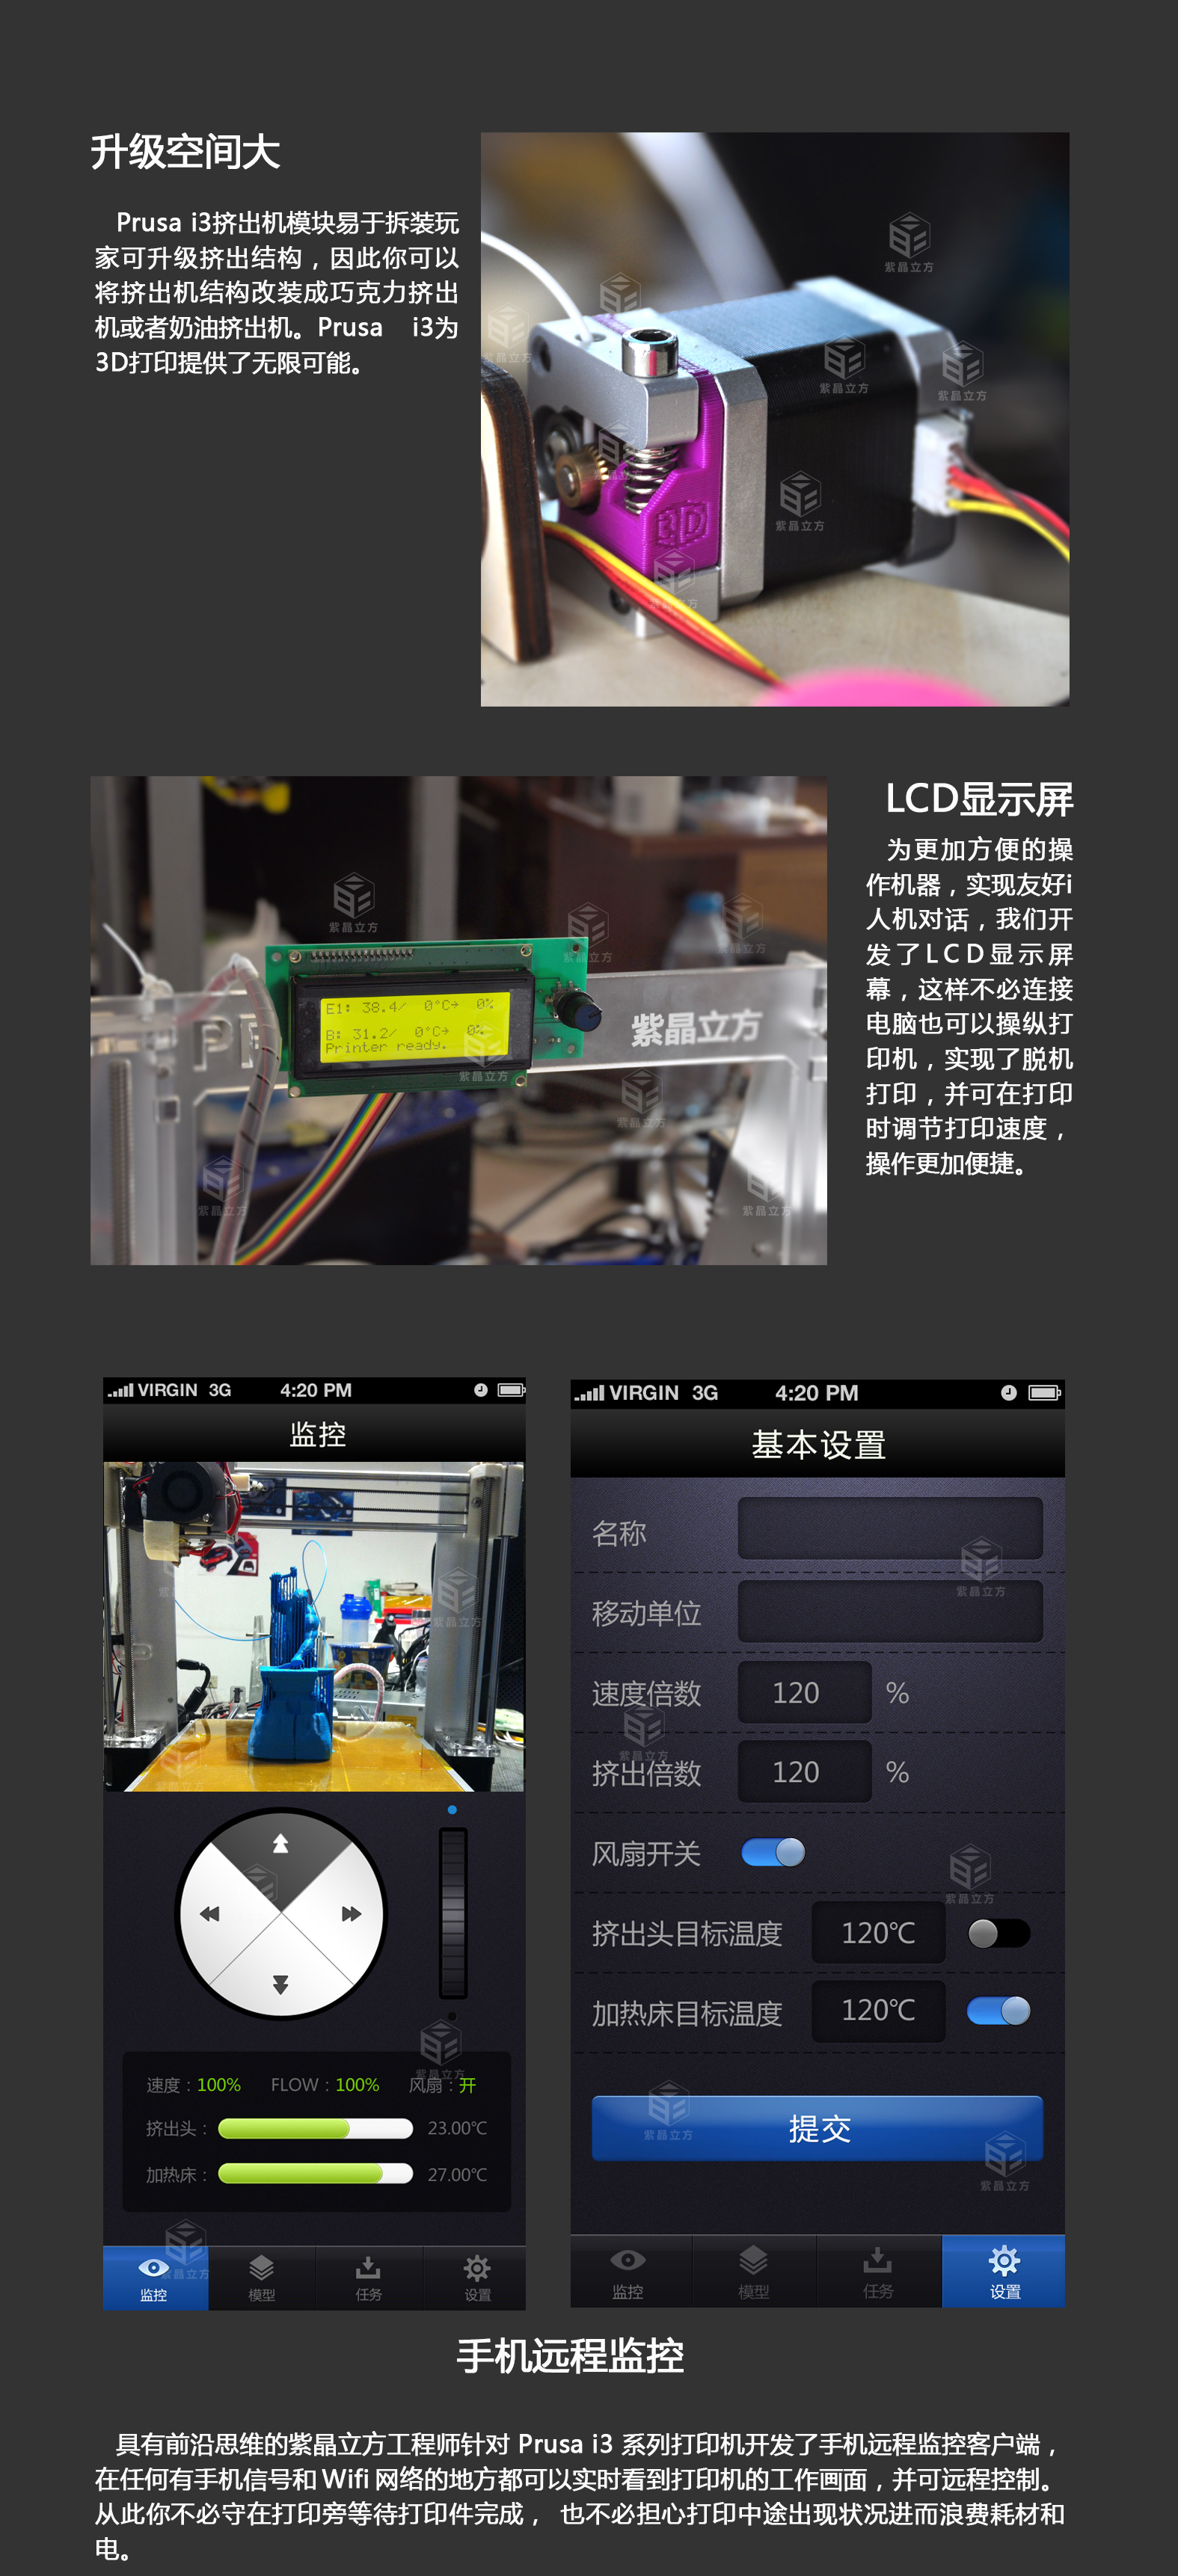 升级空间大
Prusa i3挤出机模块易于拆装玩
家可升级挤出结构，因此你可以
将挤出机结构改装成巧克力挤出
机或者奶油挤出机。Prusa i3为
3D打印提供了无限可能。
紫晶立方
3D
LCD显示屏
为更加方便的操
作机器，实现友好i
人机对话，我们开
发了LCD显示屏
幕，这样不必连接
电脑也可以操纵打
印机，实现了脱机
打印，并可在打印
时调节打印速度，
操作更加便捷。
E1: 38.4/ 0°C→ 0%
B: 31.2/ 0°C→ 0%
Printer ready.
紫晶立方
VIRGIN 3G 4:20 PM
监控
速度：100% FLOW：100% 风扇：开
挤出头： 23.00℃
加热床： 27.00℃
监控 模型 任务 设置
VIRGIN 3G 4:20 PM
基本设置
名称
移动单位
速度倍数 120 %
挤出倍数 120 %
风扇开关
挤出头目标温度 120℃
加热床目标温度 120℃
提交
监控 模型 任务 设置
手机远程监控
具有前沿思维的紫晶立方工程师针对 Prusa i3 系列打印机开发了手机远程监控客户端，
在任何有手机信号和 Wifi 网络的地方都可以实时看到打印机的工作画面，并可远程控制。
从此你不必守在打印旁等待打印件完成， 也不必担心打印中途出现状况进而浪费耗材和
电。